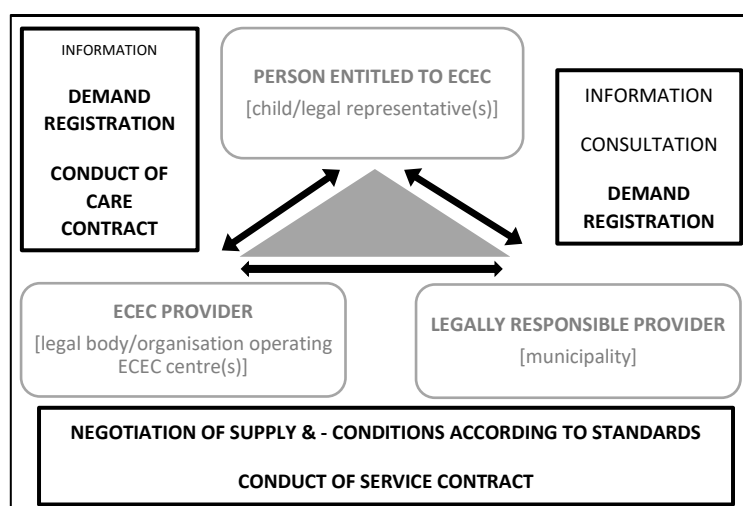 INFORMATION
DEMAND
REGISTRATION
CONDUCT OF
CARE
CONTRACT
PERSON ENTITLED TO ECEC
[child/legal representative(s)]
INFORMATION
CONSULTATION
DEMAND
REGISTRATION
ECEC PROVIDER
[legal body/organisation operating
ECEC centre(s)]
LEGALLY RESPONSIBLE PROVIDER
[municipality]
NEGOTIATION OF SUPPLY & - CONDITIONS ACCORDING TO STANDARDS
CONDUCT OF SERVICE CONTRACT